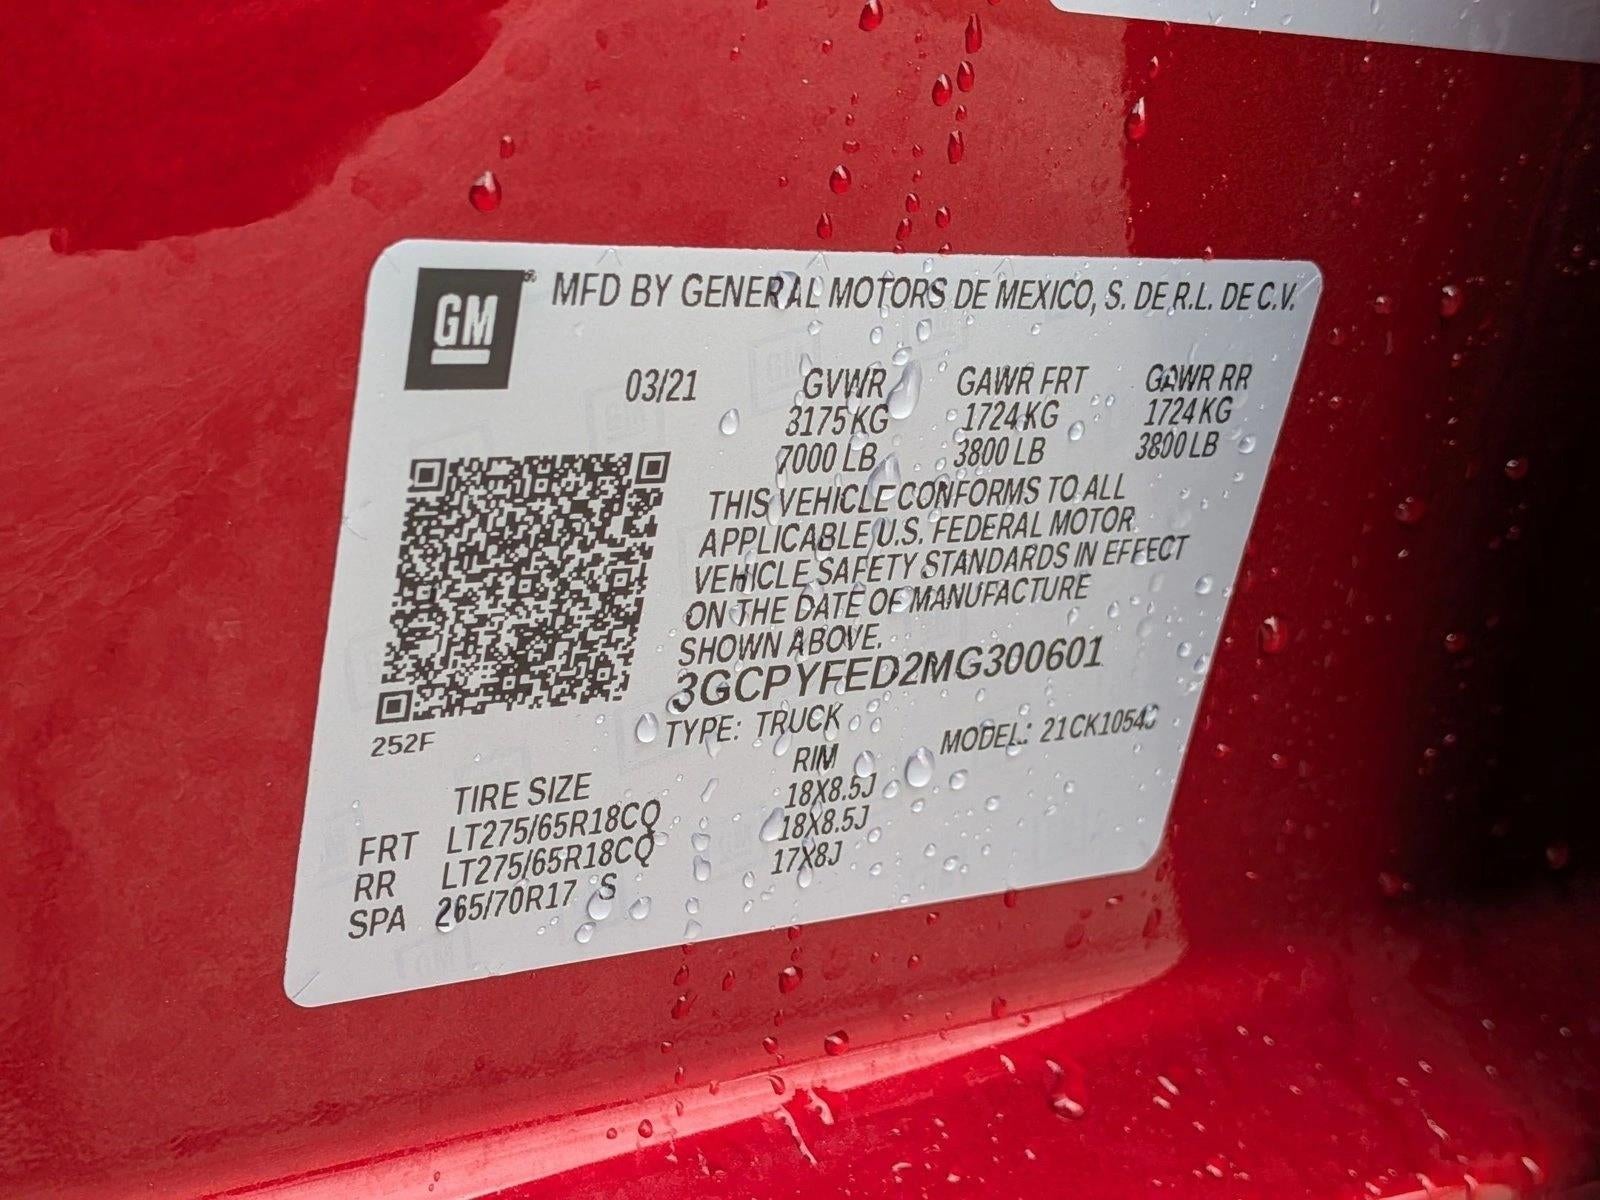 GM® MFD BY GENERAL MOTORS DE MEXICO, S. DE R.L. DE C.V.
03/21 GVWR GAWR FRT GAWR RR
3175 KG 1724 KG 1724 KG
7000 LB 3800 LB 3800 LB
THIS VEHICLE CONFORMS TO ALL
APPLICABLE U.S. FEDERAL MOTOR
VEHICLE SAFETY STANDARDS IN EFFECT
ON THE DATE OF MANUFACTURE
SHOWN ABOVE.
3GCPYFED2MG300601
252F TYPE: TRUCK MODEL: 21CK10543
TIRE SIZE RIM
FRT LT275/65R18CQ 18X8.5J
RR LT275/65R18CQ 18X8.5J
SPA 265/70R17 S 17X8J